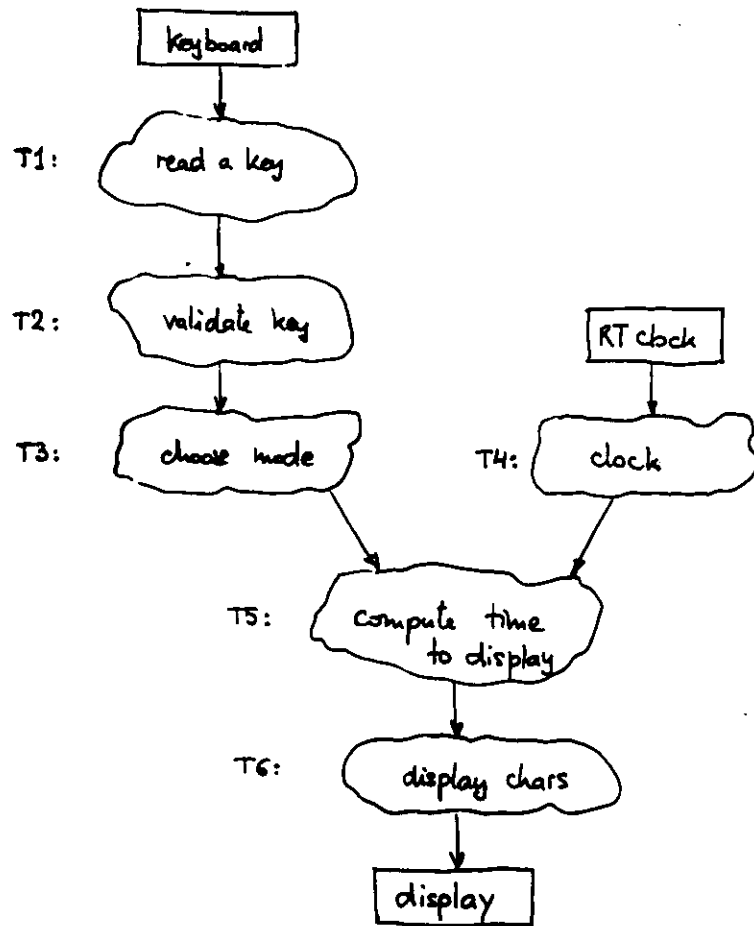 keyboard
T1: read a key
T2: validate key
RT clock
T3: choose mode
T4: clock
T5: compute time
to display
T6: display chars
display